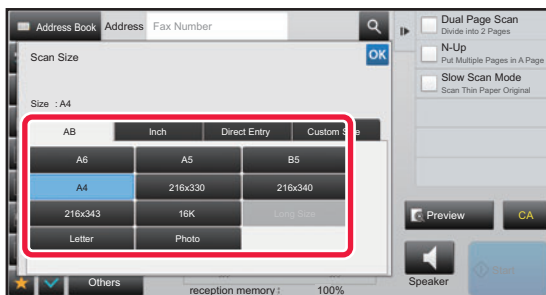 Address Book Address Fax Number
Dual Page Scan
Divide into 2 Pages
N-Up
Put Multiple Pages in A Page
Slow Scan Mode
Scan Thin Paper Original
Scan Size
OK
Size : A4
AB Inch Direct Entry Custom Size
A6 A5 B5
A4 216x330 216x340
216x343 16K Long Size
Letter Photo
Preview CA
Others
reception memory: 100%
Speaker
Start